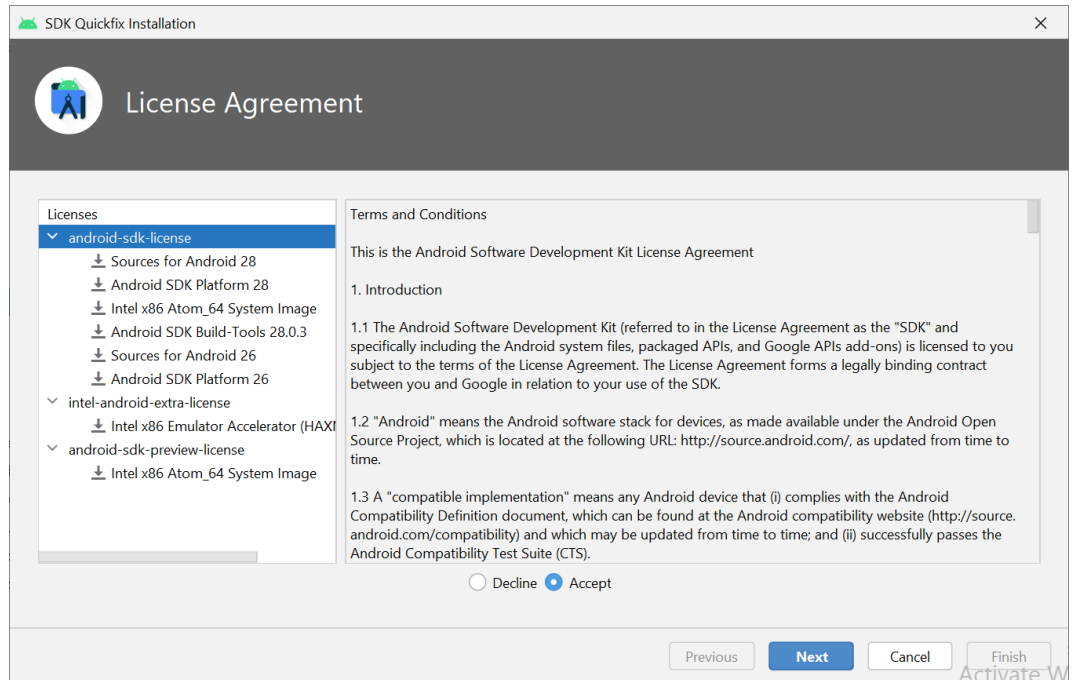 SDK Quickfix Installation
License Agreement
Licenses
android-sdk-license
Sources for Android 28
Android SDK Platform 28
Intel x86 Atom_64 System Image
Android SDK Build-Tools 28.0.3
Sources for Android 26
Android SDK Platform 26
intel-android-extra-license
Intel x86 Emulator Accelerator (HAX
android-sdk-preview-license
Intel x86 Atom_64 System Image
Terms and Conditions
This is the Android Software Development Kit License Agreement
1. Introduction
1.1 The Android Software Development Kit (referred to in the License Agreement as the "SDK" and
specifically including the Android system files, packaged APIs, and Google APIs add-ons) is licensed to you
subject to the terms of the License Agreement. The License Agreement forms a legally binding contract
between you and Google in relation to your use of the SDK.
1.2 "Android" means the Android software stack for devices, as made available under the Android Open
Source Project, which is located at the following URL: http://source.android.com/, as updated from time to
time.
1.3 A "compatible implementation" means any Android device that (i) complies with the Android
Compatibility Definition document, which can be found at the Android compatibility website (http://source.
android.com/compatibility) and which may be updated from time to time; and (ii) successfully passes the
Android Compatibility Test Suite (CTS).
Decline Accept
Previous Next Cancel Finish
Activate W